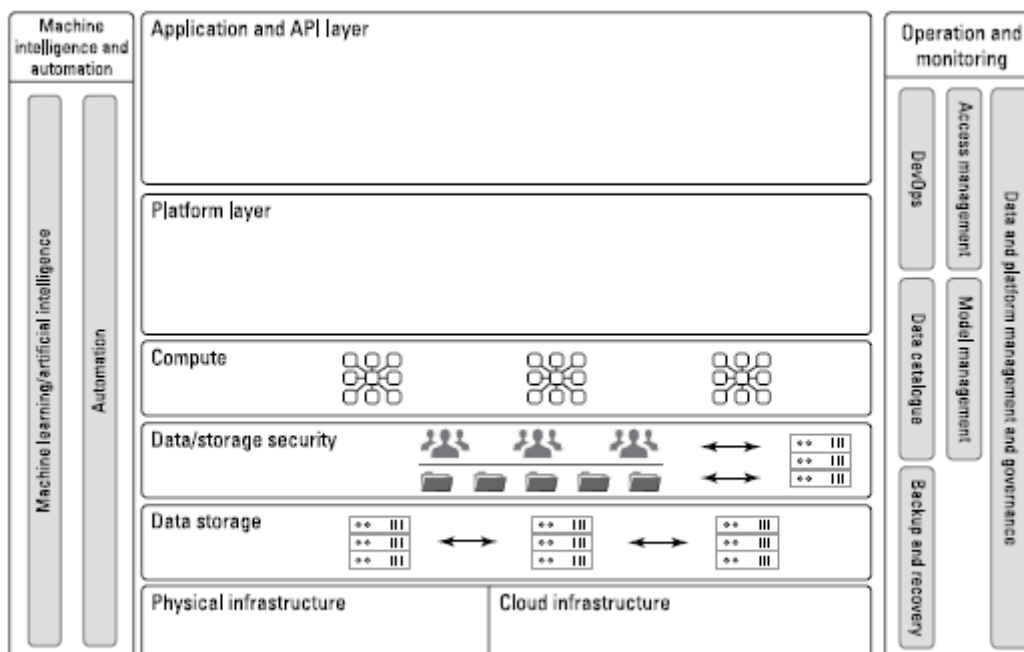 Machine
intelligence and
automation
Machine learning/artificial intelligence
Automation
Application and API layer
Platform layer
Compute
Data/storage security
Data storage
Physical infrastructure
Cloud infrastructure
Operation and
monitoring
DevOps
Access management
Data and platform management and governance
Data catalogue
Model management
Backup and recovery